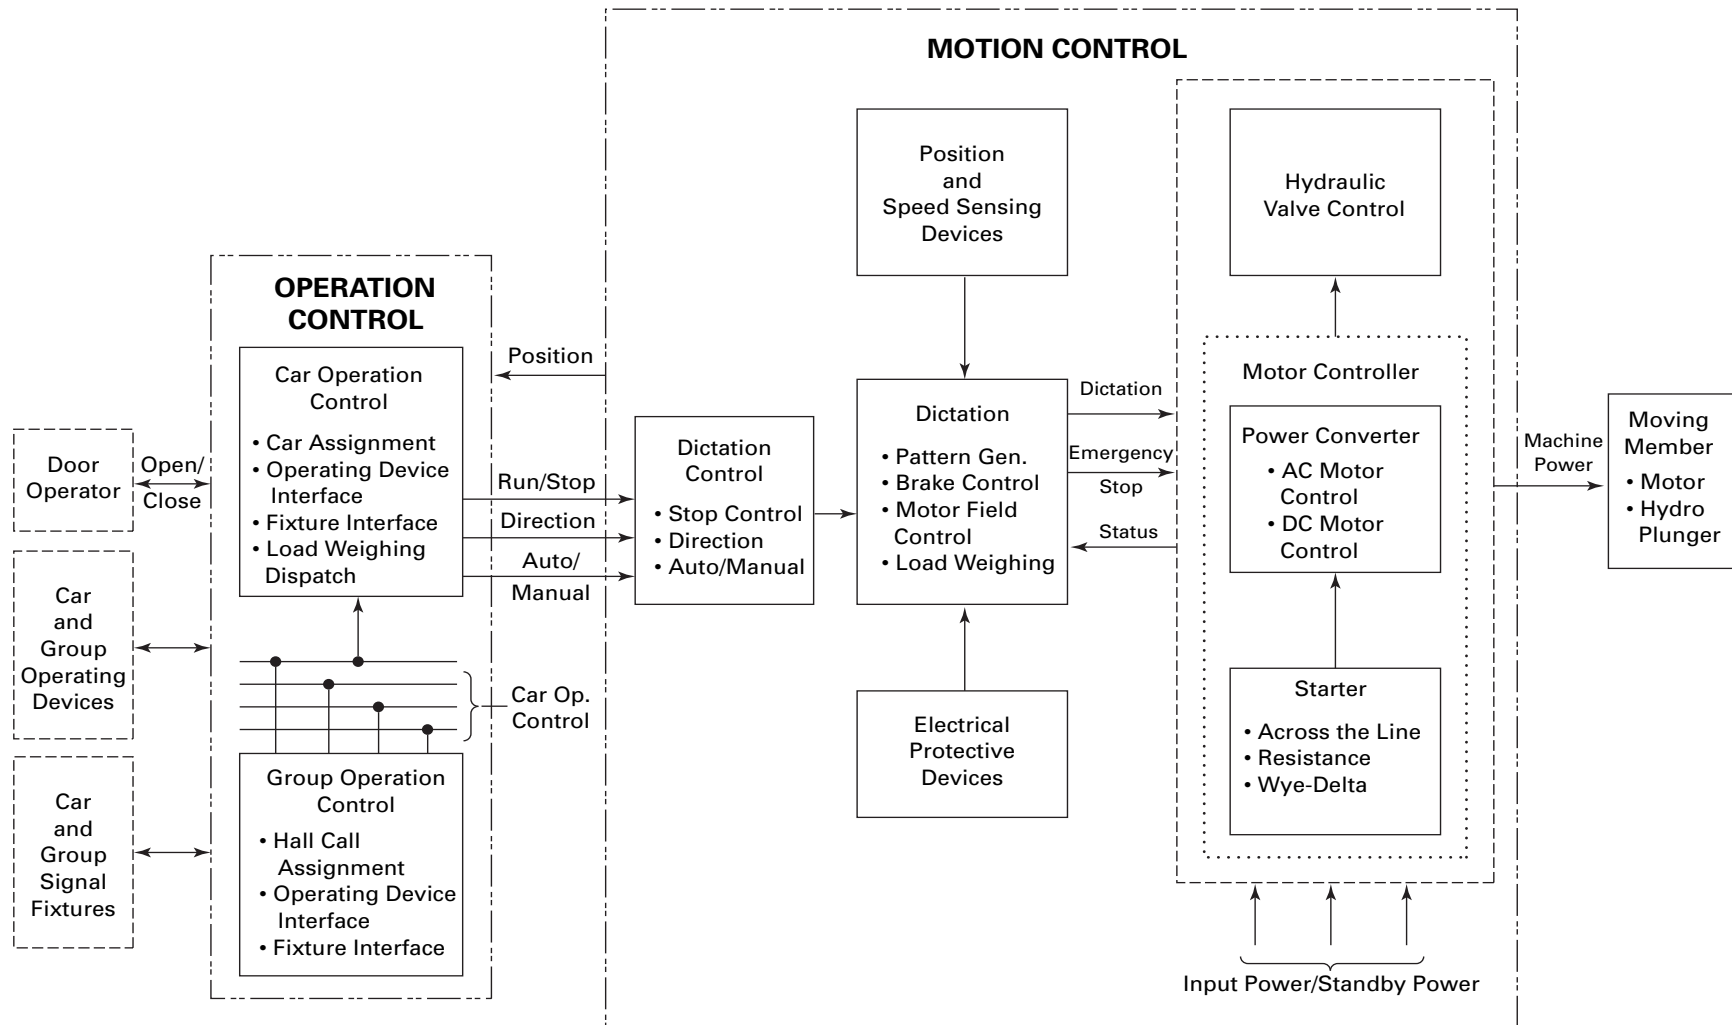 MOTION CONTROL
OPERATION
CONTROL
Door
Operator
Open/
Close
Car
and
Group
Operating
Devices
Car
and
Group
Signal
Fixtures
Car Operation
Control
• Car Assignment
• Operating Device
Interface
• Fixture Interface
• Load Weighing
Dispatch
Car Op.
Control
Group Operation
Control
• Hall Call
Assignment
• Operating Device
Interface
• Fixture Interface
Position
Run/Stop
Direction
Auto/
Manual
Dictation
Control
• Stop Control
• Direction
• Auto/Manual
Position
and
Speed Sensing
Devices
Dictation
• Pattern Gen.
• Brake Control
• Motor Field
Control
• Load Weighing
Electrical
Protective
Devices
Dictation
Emergency
Stop
Status
Hydraulic
Valve Control
Motor Controller
Power Converter
• AC Motor
Control
• DC Motor
Control
Starter
• Across the Line
• Resistance
• Wye-Delta
Input Power/Standby Power
Machine
Power
Moving
Member
• Motor
• Hydro
Plunger